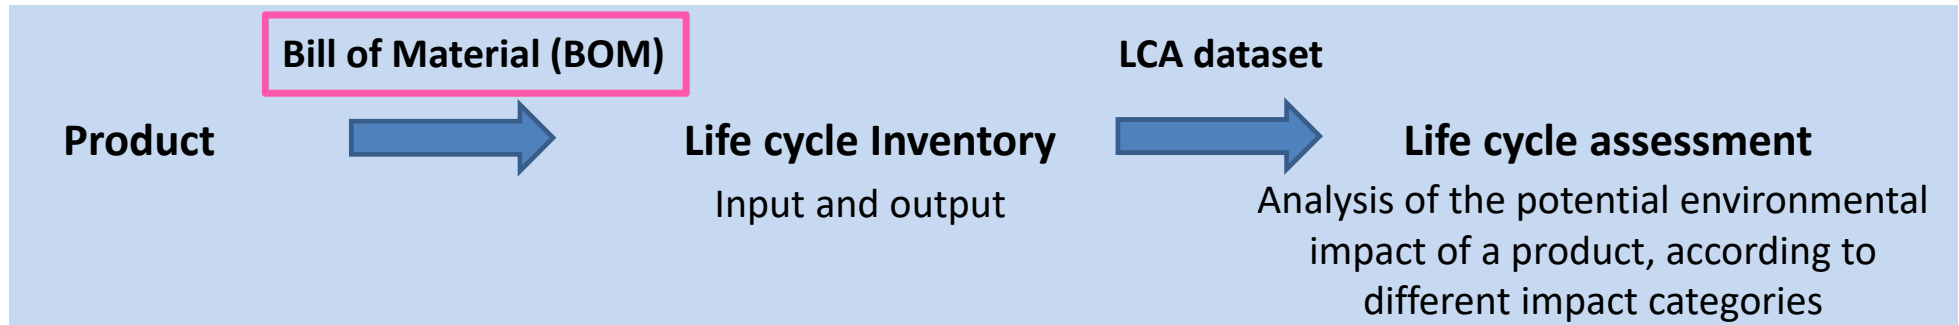 Bill of Material (BOM)
LCA dataset
Product
Life cycle Inventory
Life cycle assessment
Input and output
Analysis of the potential environmental
impact of a product, according to
different impact categories